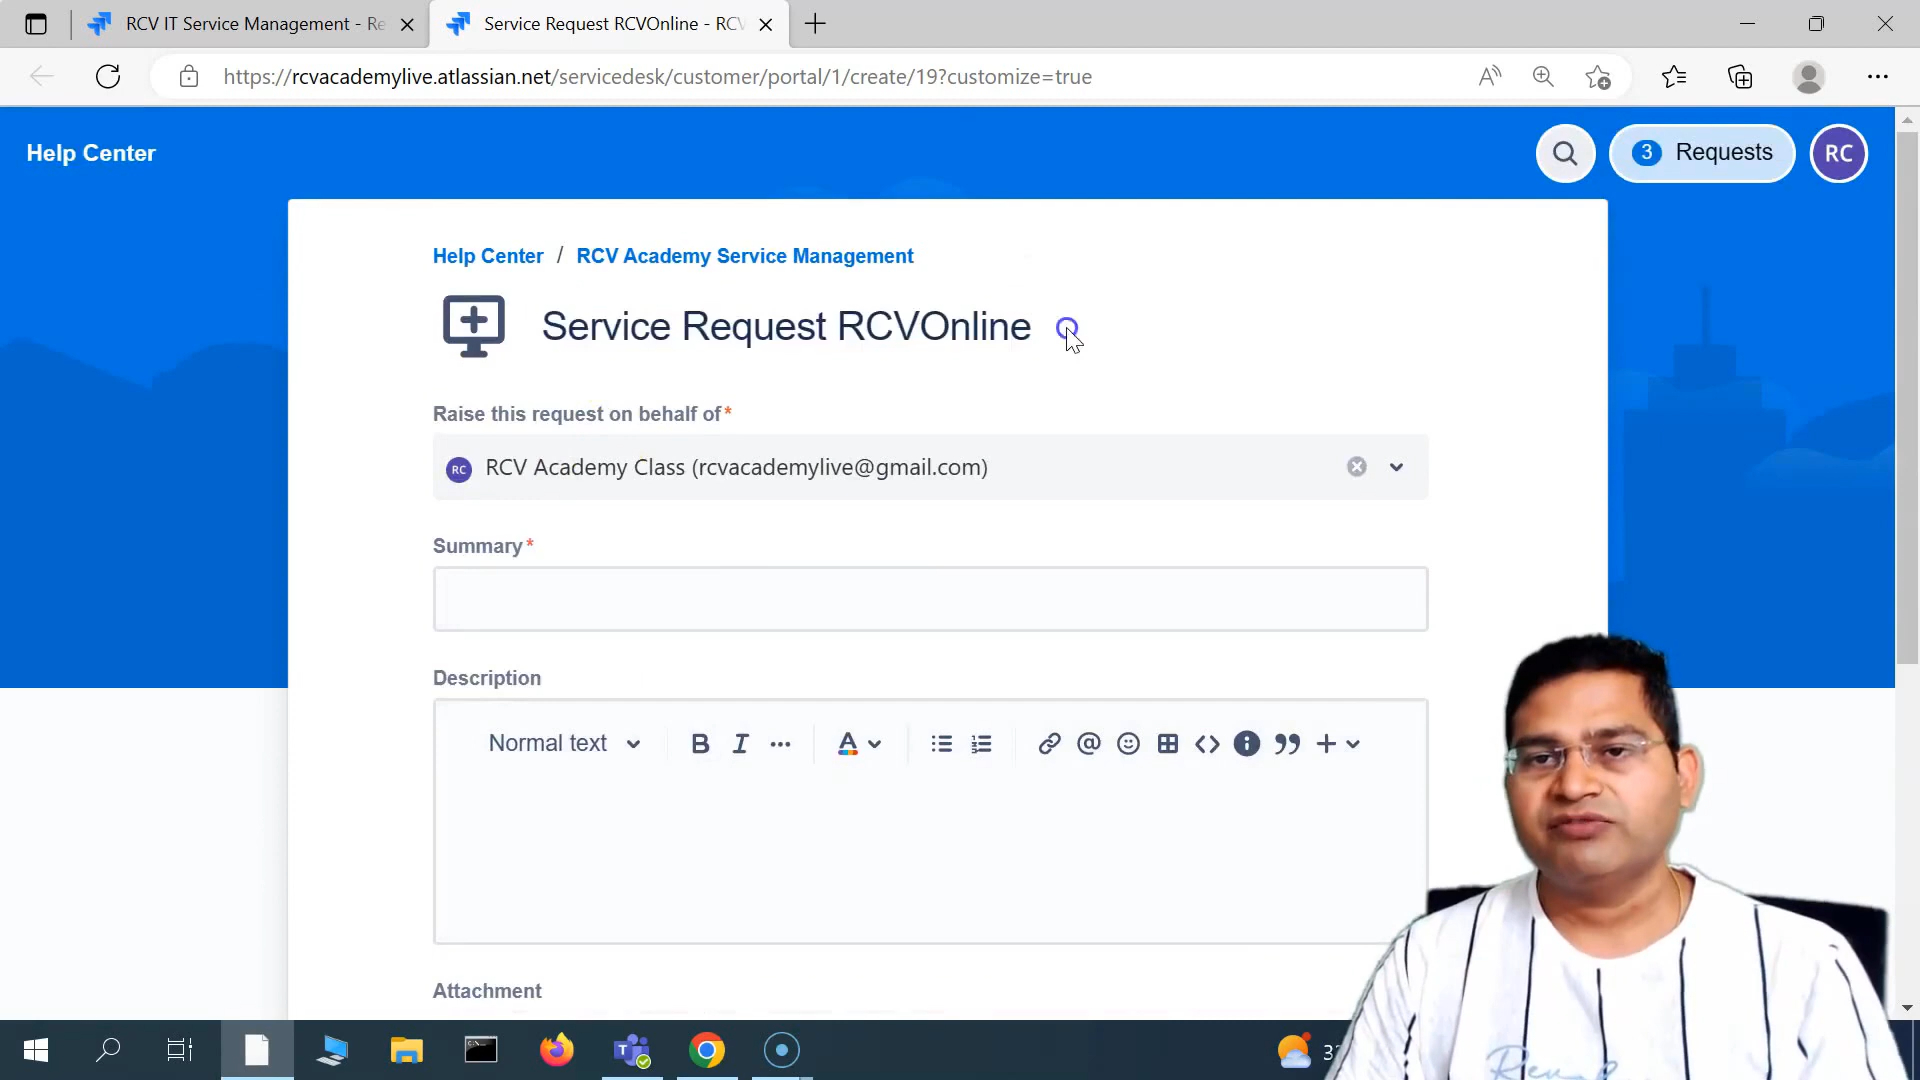 RCV IT Service Management - Re
Service Request RCVOnline - RCV
https://rcvacademylive.atlassian.net/servicedesk/customer/portal/1/create/19?customize=true
Help Center
3 Requests
RC
Help Center / RCV Academy Service Management
Service Request RCVOnline
Raise this request on behalf of*
RC RCV Academy Class (rcvacademylive@gmail.com)
Summary*
Description
Normal text
Attachment